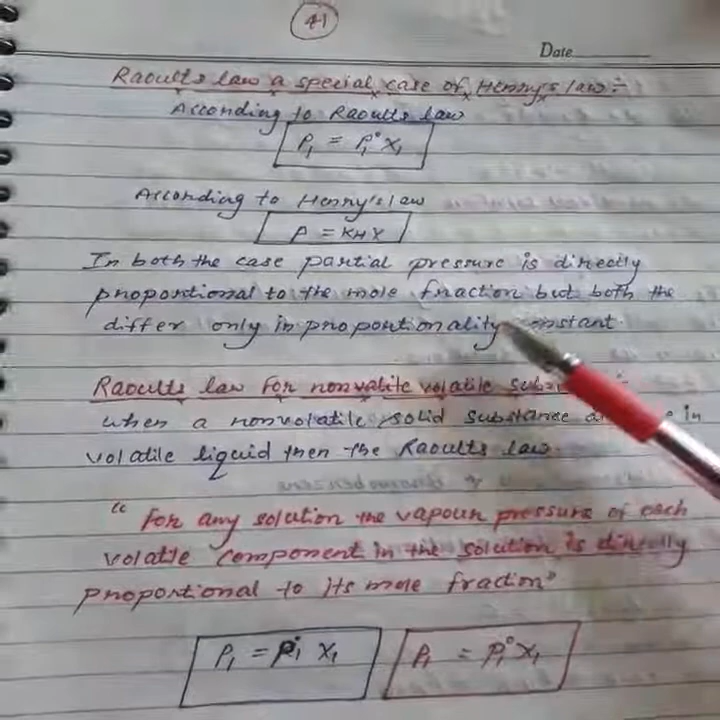 41
Date
Raoults law a special case of Henry's law ÷
According to Raoults law
P₁ = P₁° X₁
According to Henry's law
P = KH X
In both the case partial pressure is directly
proportional to the mole fraction but both the
differ only in proportionality constant.
Raoults law for nonvalite volatile
when a nonvolatile solid substance in
volatile liquid then the Raoults law.
“ for any solution the vapour pressure of each
volatile component in the solution is directly
proportional to its mole fraction”
P₁ = P₁° X₁ P₁ = P₁° X₁